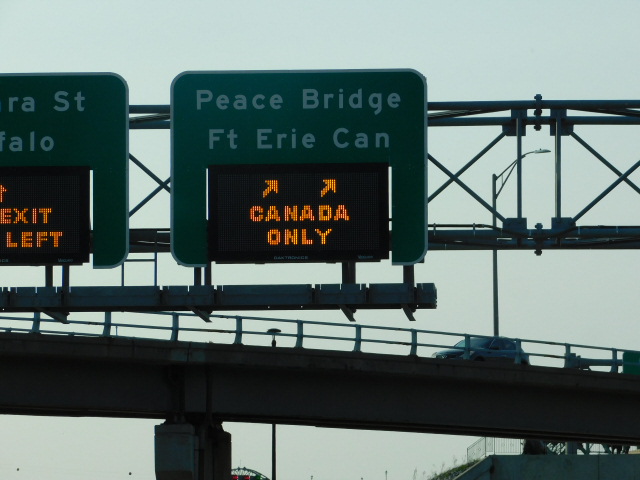 ara St
falo
EXIT
LEFT
Peace Bridge
Ft Erie Can
CANADA
ONLY